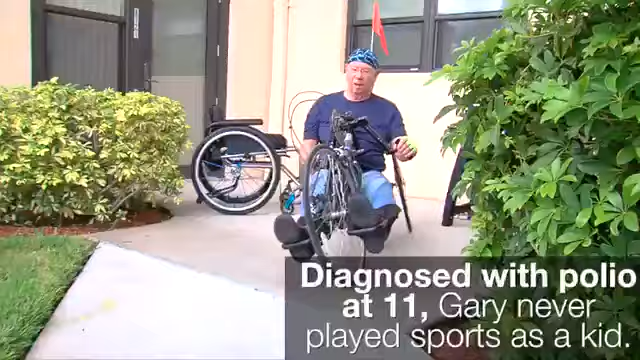 Diagnosed with polio
at 11, Gary never
played sports as a kid.